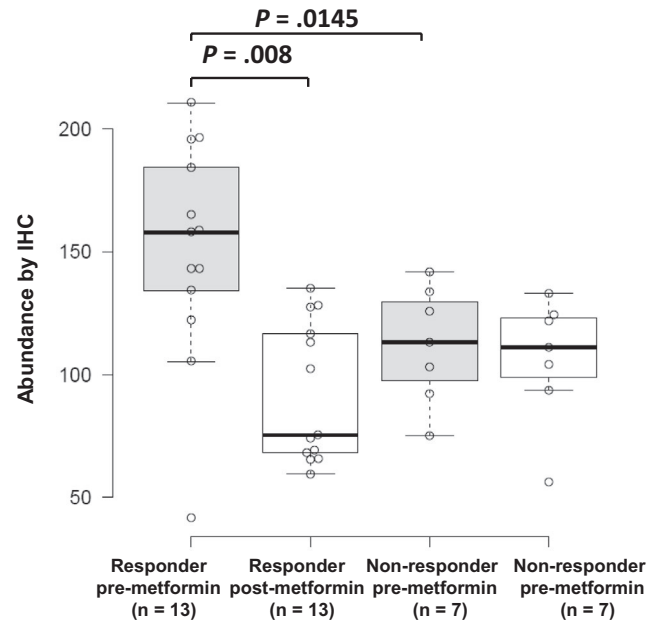 P = .0145
P = .008
200
150
100
50
Abundance by IHC
Responder pre-metformin (n = 13)
Responder post-metformin (n = 13)
Non-responder pre-metformin (n = 7)
Non-responder pre-metformin (n = 7)